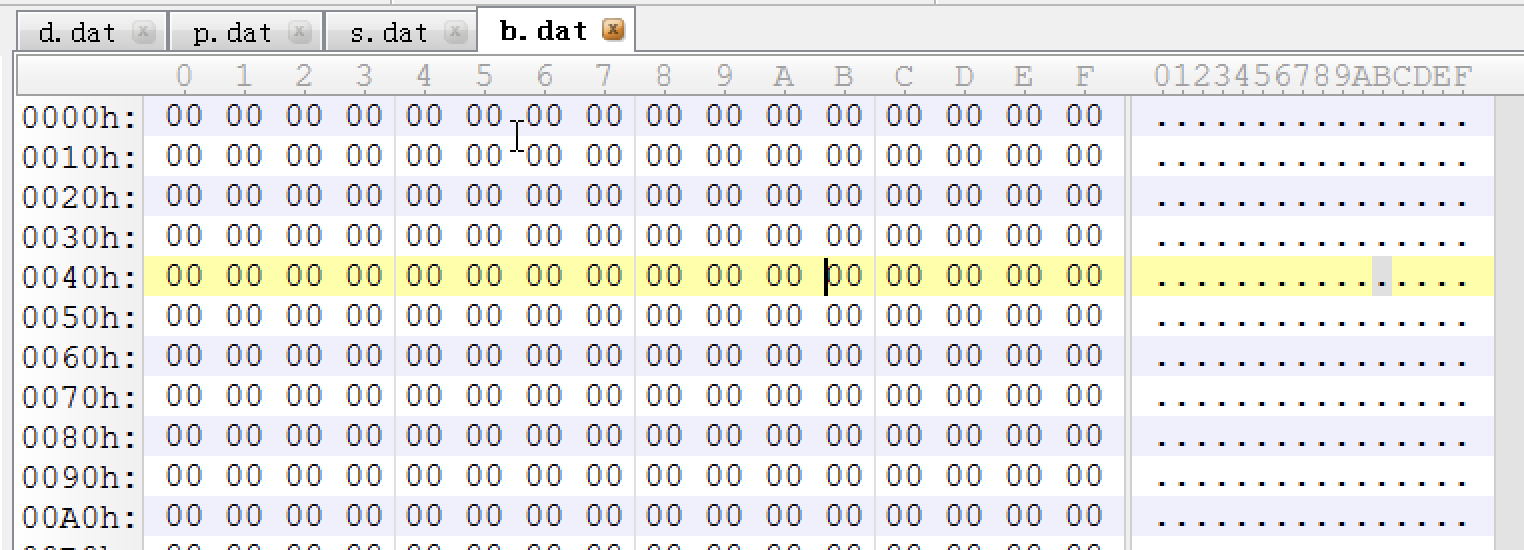 d.dat p.dat s.dat b.dat
0 1 2 3 4 5 6 7 8 9 A B C D E F 0123456789ABCDEF
0000h: 00 00 00 00 00 00 00 00 00 00 00 00 00 00 00 00 ................
0010h: 00 00 00 00 00 00 00 00 00 00 00 00 00 00 00 00 ................
0020h: 00 00 00 00 00 00 00 00 00 00 00 00 00 00 00 00 ................
0030h: 00 00 00 00 00 00 00 00 00 00 00 00 00 00 00 00 ................
0040h: 00 00 00 00 00 00 00 00 00 00 00 00 00 00 00 00 ................
0050h: 00 00 00 00 00 00 00 00 00 00 00 00 00 00 00 00 ................
0060h: 00 00 00 00 00 00 00 00 00 00 00 00 00 00 00 00 ................
0070h: 00 00 00 00 00 00 00 00 00 00 00 00 00 00 00 00 ................
0080h: 00 00 00 00 00 00 00 00 00 00 00 00 00 00 00 00 ................
0090h: 00 00 00 00 00 00 00 00 00 00 00 00 00 00 00 00 ................
00A0h: 00 00 00 00 00 00 00 00 00 00 00 00 00 00 00 00 ................